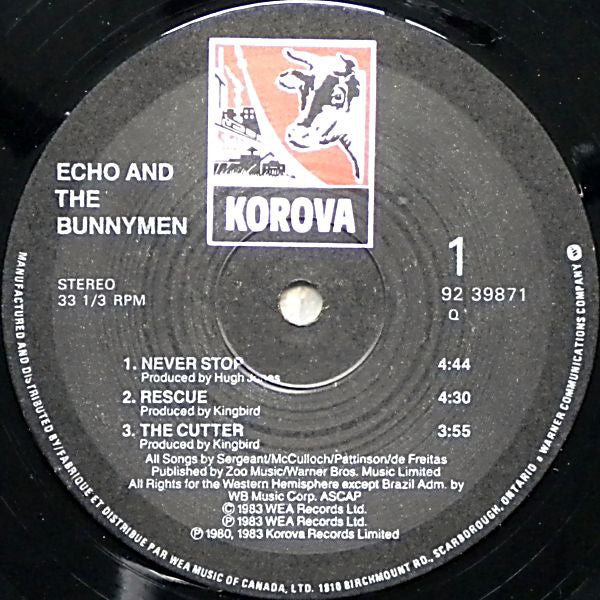 KOROVA
ECHO AND
THE
BUNNYMEN
1
STEREO
33 1/3 RPM
92 39871
Q
1. NEVER STOP 4:44
Produced by Hugh Jones
2. RESCUE 4:30
Produced by Kingbird
3. THE CUTTER 3:55
Produced by Kingbird
All Songs by Sergeant/McCulloch/Pattinson/de Freitas
Published by Zoo Music/Warner Bros. Music Limited
All Rights for the Western Hemisphere except Brazil Adm. by
WB Music Corp. ASCAP
© 1983 WEA Records Ltd.
℗ 1983 WEA Records Ltd.
℗ 1980, 1983 Korova Records Limited
MANUFACTURED AND DISTRIBUTED BY/FABRIQUE ET DISTRIBUE PAR WEA MUSIC OF CANADA, LTD. 1810 BIRCHMOUNT RD., SCARBOROUGH, ONTARIO • WARNER COMMUNICATIONS COMPANY